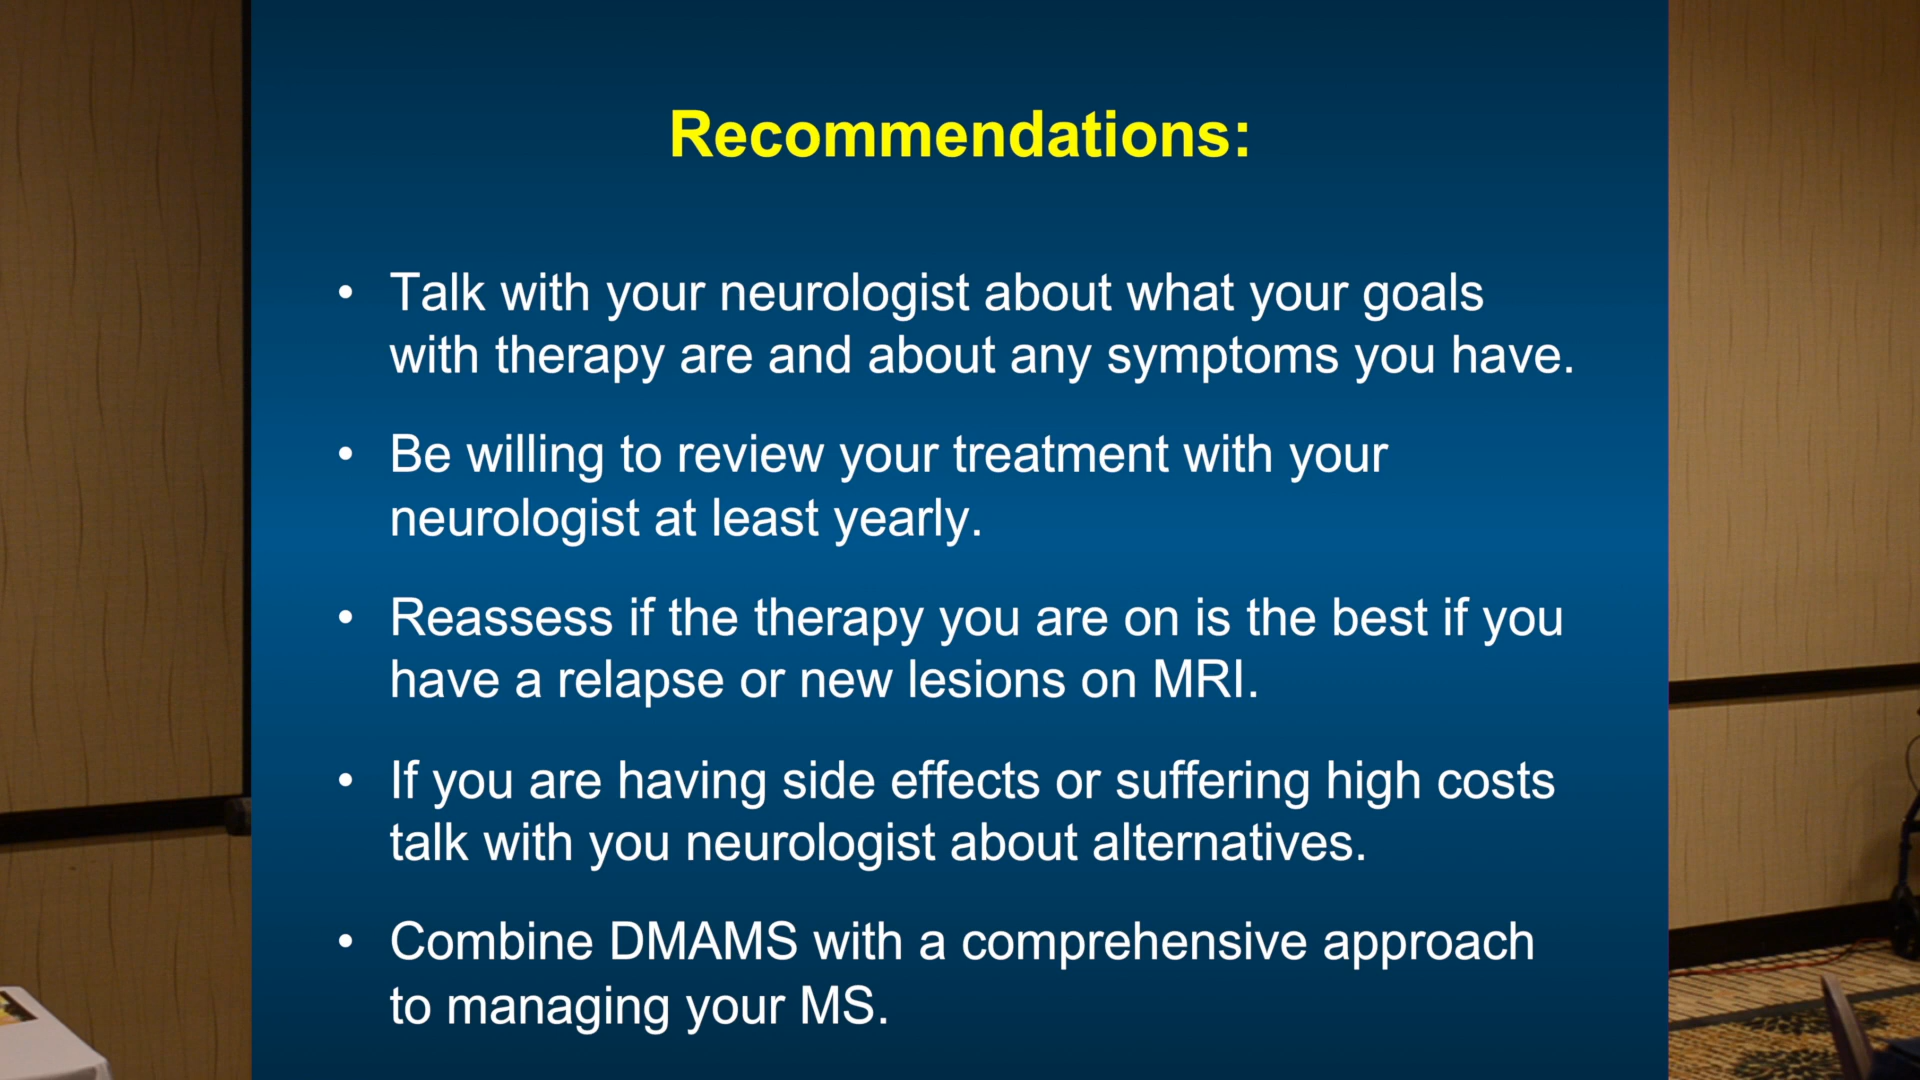 Recommendations:
• Talk with your neurologist about what your goals
with therapy are and about any symptoms you have.
• Be willing to review your treatment with your
neurologist at least yearly.
• Reassess if the therapy you are on is the best if you
have a relapse or new lesions on MRI.
• If you are having side effects or suffering high costs
talk with you neurologist about alternatives.
• Combine DMAMS with a comprehensive approach
to managing your MS.